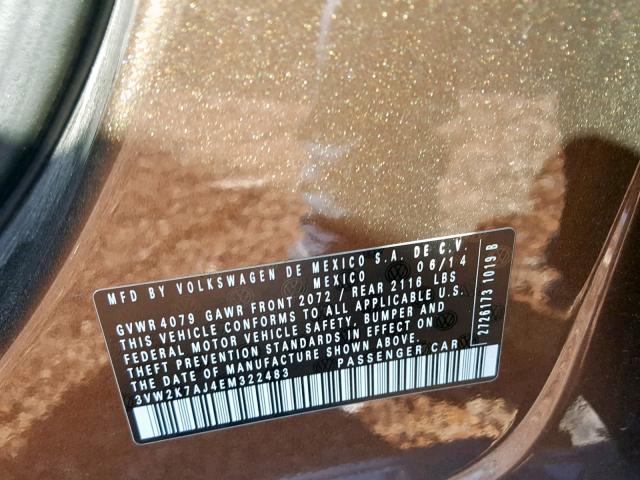 MFD BY VOLKSWAGEN DE MEXICO S.A. DE C.V.
MEXICO 06/14
GVWR 4079 GAWR FRONT 2072 / REAR 2116 LBS
THIS VEHICLE CONFORMS TO ALL APPLICABLE U.S.
FEDERAL MOTOR VEHICLE SAFETY, BUMPER AND
THEFT PREVENTION STANDARDS IN EFFECT ON
THE DATE OF MANUFACTURE SHOWN ABOVE.
3VW2K7AJ4EM322483 PASSENGER CAR
2726173 1019 B